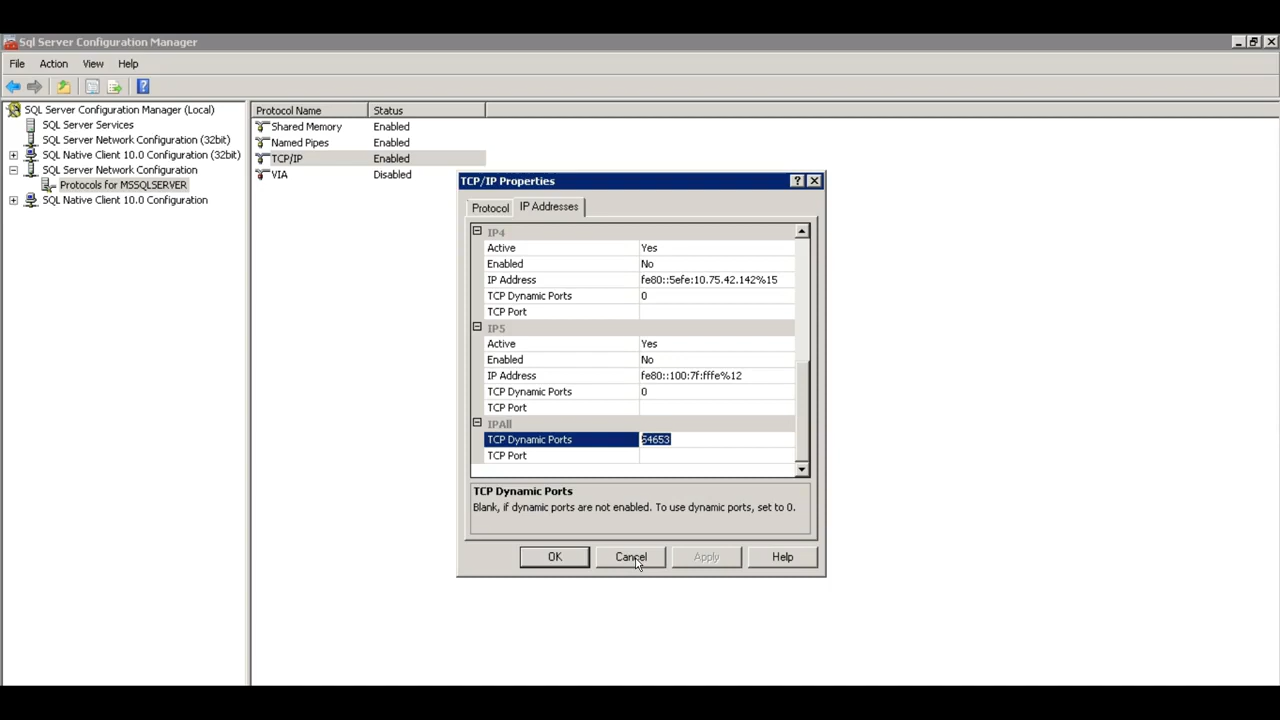 Sql Server Configuration Manager
File Action View Help
SQL Server Configuration Manager (Local)
SQL Server Services
SQL Server Network Configuration (32bit)
SQL Native Client 10.0 Configuration (32bit)
SQL Server Network Configuration
Protocols for MSSQLSERVER
SQL Native Client 10.0 Configuration
Protocol Name Status
Shared Memory Enabled
Named Pipes Enabled
TCP/IP Enabled
VIA Disabled
TCP/IP Properties
Protocol IP Addresses
IP4
Active Yes
Enabled No
IP Address fe80::5efe:10.75.42.142%15
TCP Dynamic Ports 0
TCP Port
IP5
Active Yes
Enabled No
IP Address fe80::100:7f:fffe%12
TCP Dynamic Ports 0
TCP Port
IPAll
TCP Dynamic Ports
TCP Port
TCP Dynamic Ports
Blank, if dynamic ports are not enabled. To use dynamic ports, set to 0.
OK Cancel Apply Help